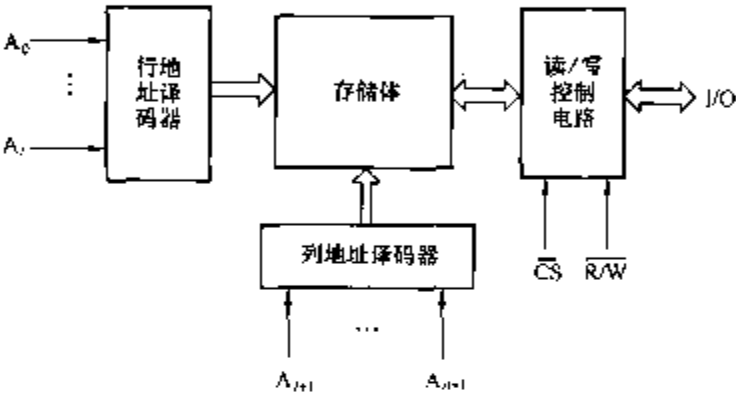 A₀
⋮
Aᵢ
行地
址译
码器
存储体
读/写
控制
电路
I/O
列地址译码器
C̅S̅
R̅/̅W̅
Aᵢ₊₁
…
Aₙ₋₁